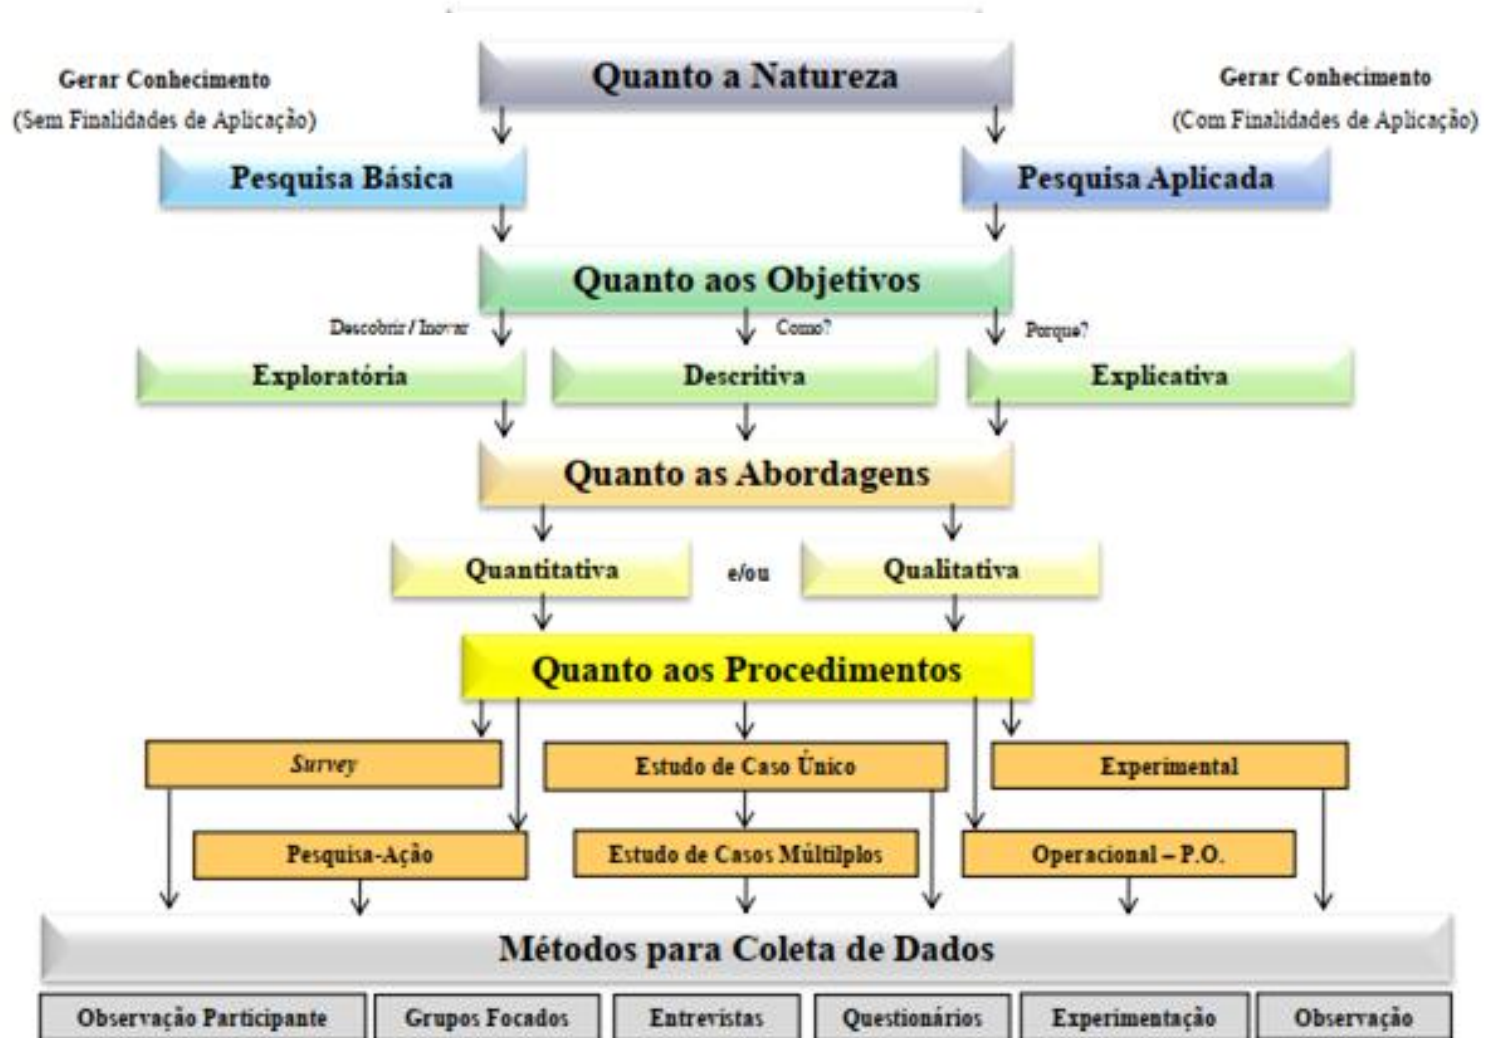 Quanto a Natureza
Gerar Conhecimento
(Sem Finalidades de Aplicação)
Gerar Conhecimento
(Com Finalidades de Aplicação)
Pesquisa Básica
Pesquisa Aplicada
Quanto aos Objetivos
Descobrir / Inovar
Como?
Porque?
Exploratória
Descritiva
Explicativa
Quanto as Abordagens
Quantitativa
e/ou
Qualitativa
Quanto aos Procedimentos
Survey
Estudo de Caso Único
Experimental
Pesquisa-Ação
Estudo de Casos Múltilplos
Operacional – P.O.
Métodos para Coleta de Dados
Observação Participante
Grupos Focados
Entrevistas
Questionários
Experimentação
Observação